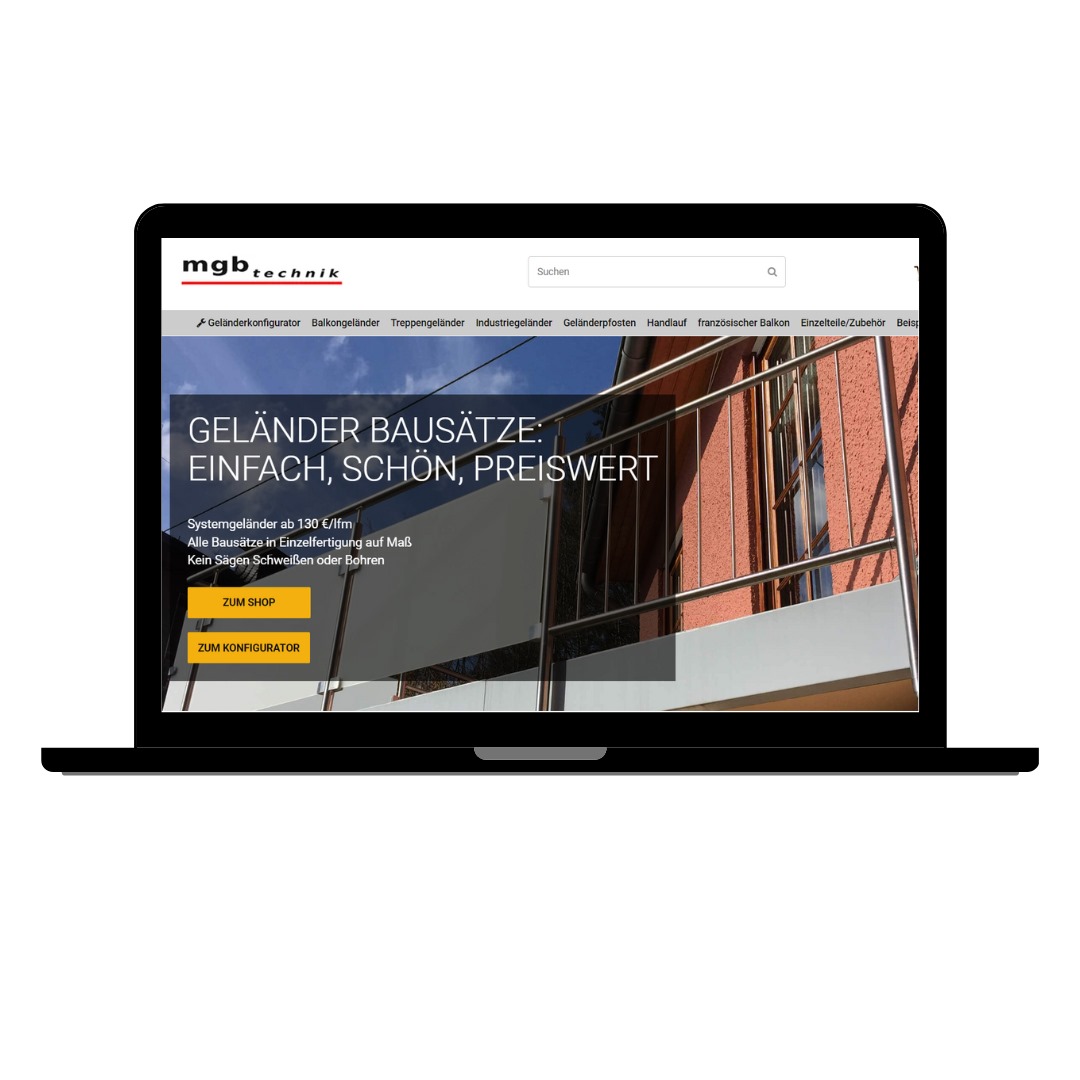 mgb technik
Suchen
Geländerkonfigurator Balkongeländer Treppengeländer Industriegeländer Geländerpfosten Handlauf französischer Balkon Einzelteile/Zubehör Beisp
GELÄNDER BAUSÄTZE:
EINFACH, SCHÖN, PREISWERT
Systemgeländer ab 130 €/lfm
Alle Bausätze in Einzelfertigung auf Maß
Kein Sägen Schweißen oder Bohren
ZUM SHOP
ZUM KONFIGURATOR